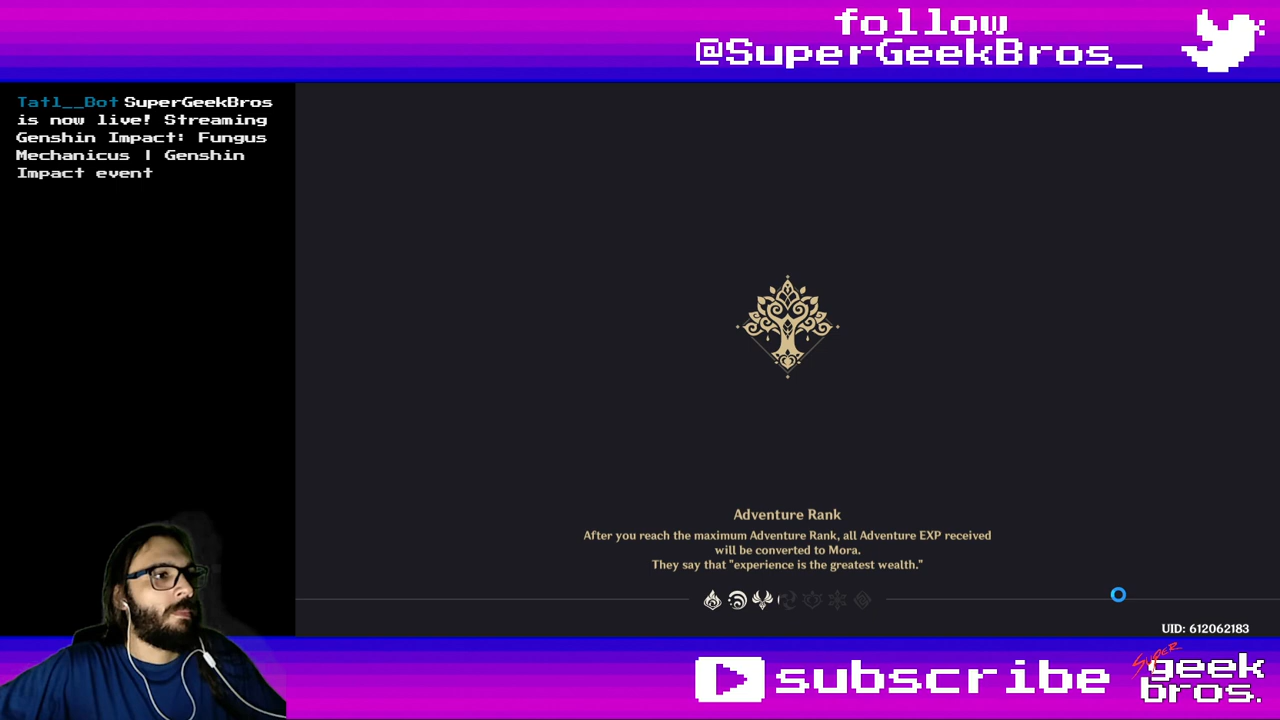 follow
@SuperGeekBros_
Tatl__Bot SuperGeekBros
is now live! Streaming
Genshin Impact: Fungus
Mechanicus | Genshin
Impact event
Adventure Rank
After you reach the maximum Adventure Rank, all Adventure EXP received
will be converted to Mora.
They say that "experience is the greatest wealth."
UID: 612062183
subscribe
SUPER
geek
bros.